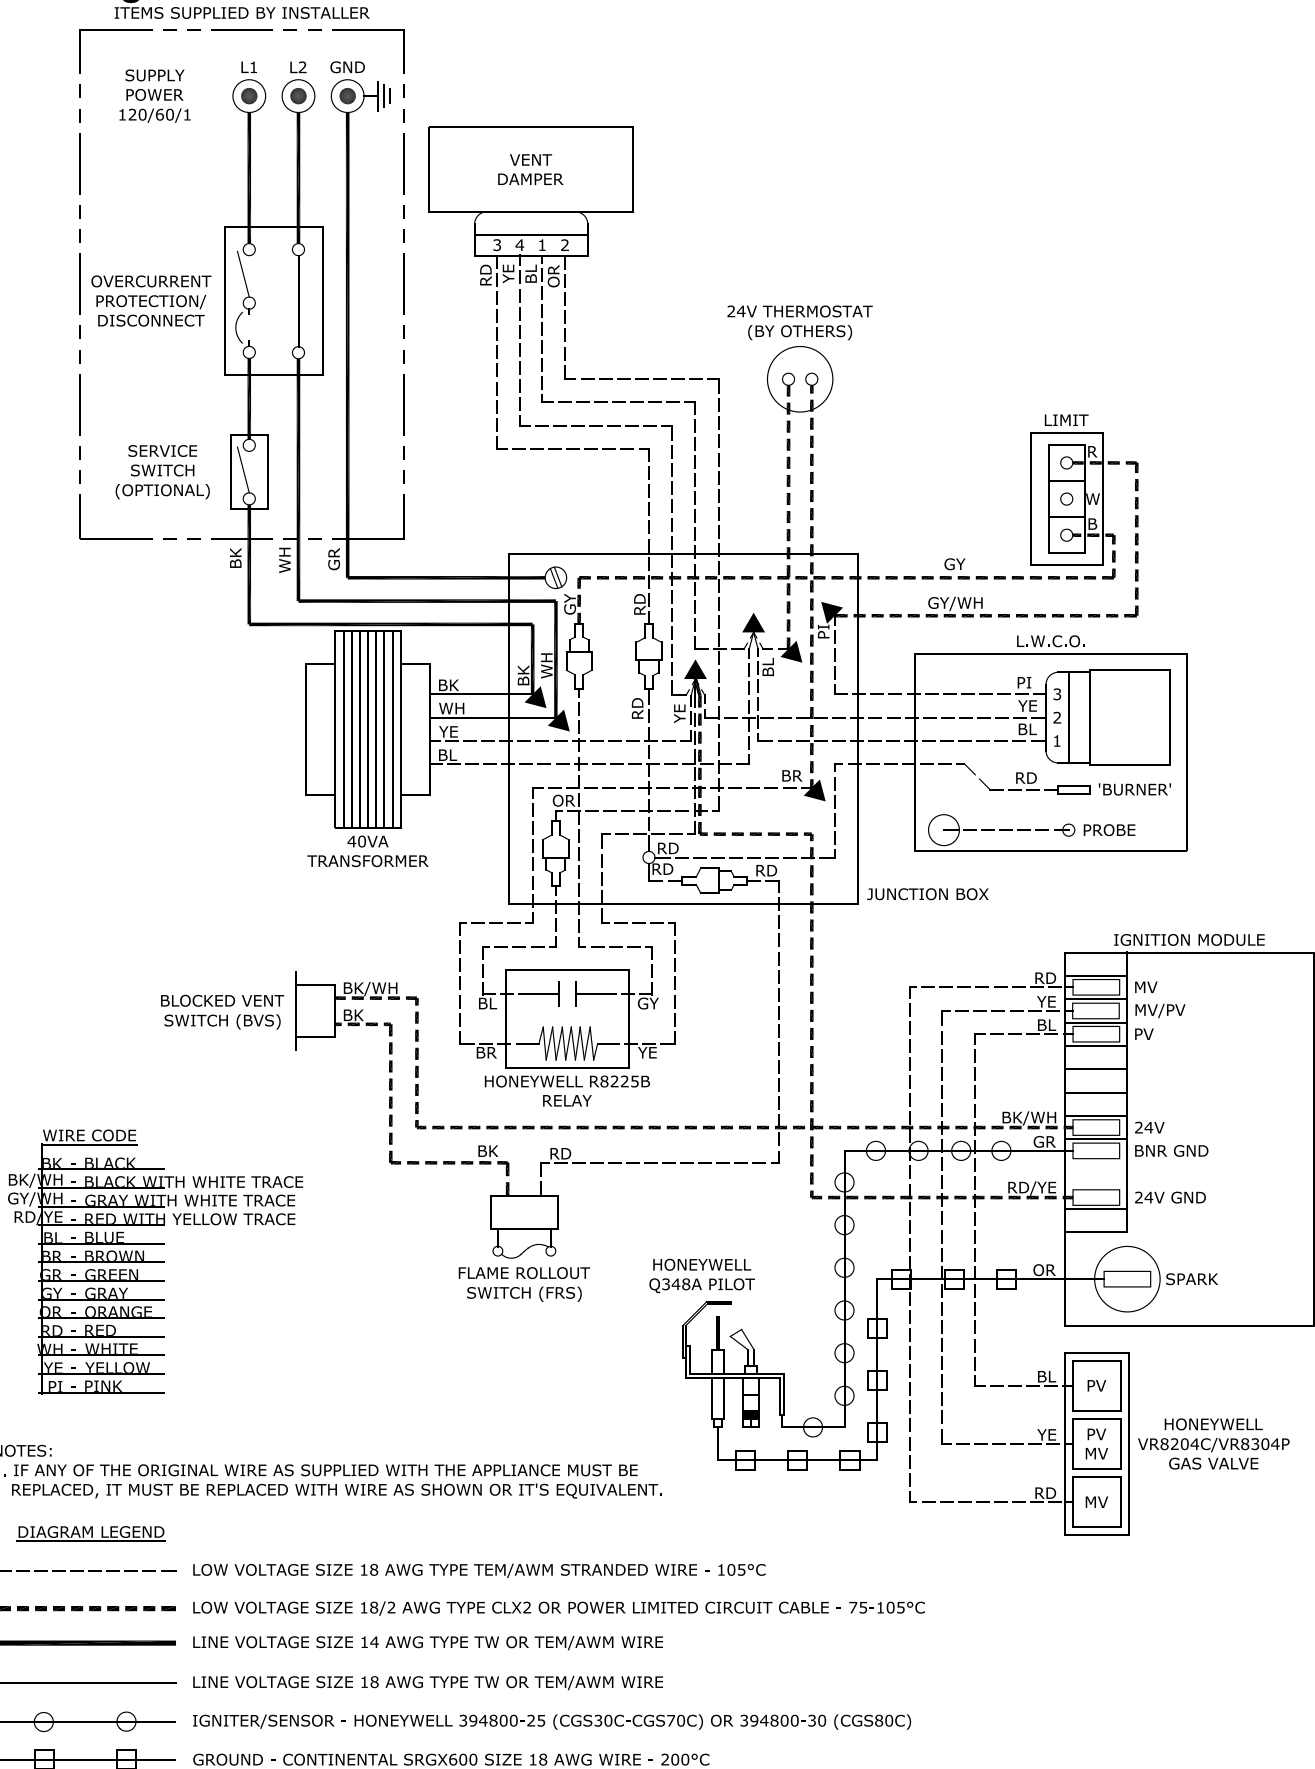 ITEMS SUPPLIED BY INSTALLER
SUPPLY
POWER
120/60/1
L1
L2
GND
VENT
DAMPER
3 4 1 2
RD
YE
BL
OR
OVERCURRENT
PROTECTION/
DISCONNECT
24V THERMOSTAT
(BY OTHERS)
SERVICE
SWITCH
(OPTIONAL)
LIMIT
R
W
B
BK
WH
GR
GY
GY/WH
GY
RD
PI
BL
BK
WH
RD
YE
L.W.C.O.
PI
YE
BL
3
2
1
RD
'BURNER'
PROBE
BK
WH
YE
BL
40VA
TRANSFORMER
BR
OR
RD
RD
RD
JUNCTION BOX
IGNITION MODULE
BLOCKED VENT
SWITCH (BVS)
BK/WH
BK
BL
GY
BR
YE
HONEYWELL R8225B
RELAY
RD
YE
BL
MV
MV/PV
PV
BK/WH
GR
RD/YE
24V
BNR GND
24V GND
OR
SPARK
BK
RD
FLAME ROLLOUT
SWITCH (FRS)
HONEYWELL
Q348A PILOT
BL
YE
RD
PV
PV
MV
MV
HONEYWELL
VR8204C/VR8304P
GAS VALVE
WIRE CODE
BK - BLACK
BK/WH - BLACK WITH WHITE TRACE
GY/WH - GRAY WITH WHITE TRACE
RD/YE - RED WITH YELLOW TRACE
BL - BLUE
BR - BROWN
GR - GREEN
GY - GRAY
OR - ORANGE
RD - RED
WH - WHITE
YE - YELLOW
PI - PINK
NOTES:
. IF ANY OF THE ORIGINAL WIRE AS SUPPLIED WITH THE APPLIANCE MUST BE
REPLACED, IT MUST BE REPLACED WITH WIRE AS SHOWN OR IT'S EQUIVALENT.
DIAGRAM LEGEND
LOW VOLTAGE SIZE 18 AWG TYPE TEM/AWM STRANDED WIRE - 105°C
LOW VOLTAGE SIZE 18/2 AWG TYPE CLX2 OR POWER LIMITED CIRCUIT CABLE - 75-105°C
LINE VOLTAGE SIZE 14 AWG TYPE TW OR TEM/AWM WIRE
LINE VOLTAGE SIZE 18 AWG TYPE TW OR TEM/AWM WIRE
IGNITER/SENSOR - HONEYWELL 394800-25 (CGS30C-CGS70C) OR 394800-30 (CGS80C)
GROUND - CONTINENTAL SRGX600 SIZE 18 AWG WIRE - 200°C